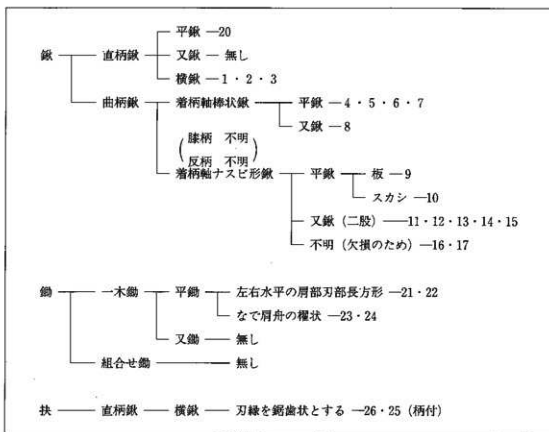 平鍬 ―20
鍬 直柄鍬 又鍬 ― 無し
横鍬 ―1・2・3
曲柄鍬 着柄軸棒状鍬 平鍬 ―4・5・6・7
又鍬 ―8
(膝柄 不明
反柄 不明)
着柄軸ナスビ形鍬 平鍬 板 ―9
スカシ ―10
又鍬(二股) ―11・12・13・14・15
不明(欠損のため) ―16・17
鋤 一木鋤 平鋤 左右水平の肩部刃部長方形 ―21・22
なで肩舟の櫂状 ―23・24
又鋤 ― 無し
組合せ鋤 無し
扶 直柄鍬 横鍬 ― 刃縁を鋸歯状とする ―26・25(柄付)